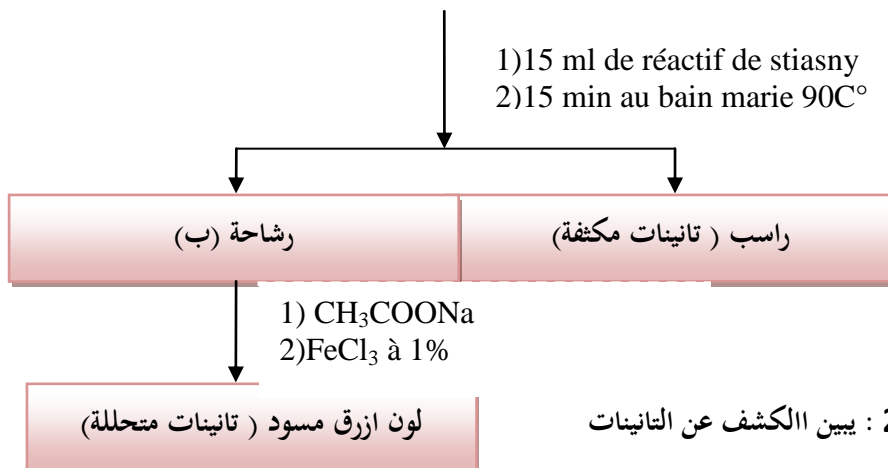 1)15 ml de réactif de stiasny
2)15 min au bain marie 90C°
راسب ( تانينات مكثفة)
رشاحة (ب)
1) CH₃COONa
2)FeCl₃ à 1%
2 : يبين االكشف عن التانينات
لون ازرق مسود ( تانينات متحللة)